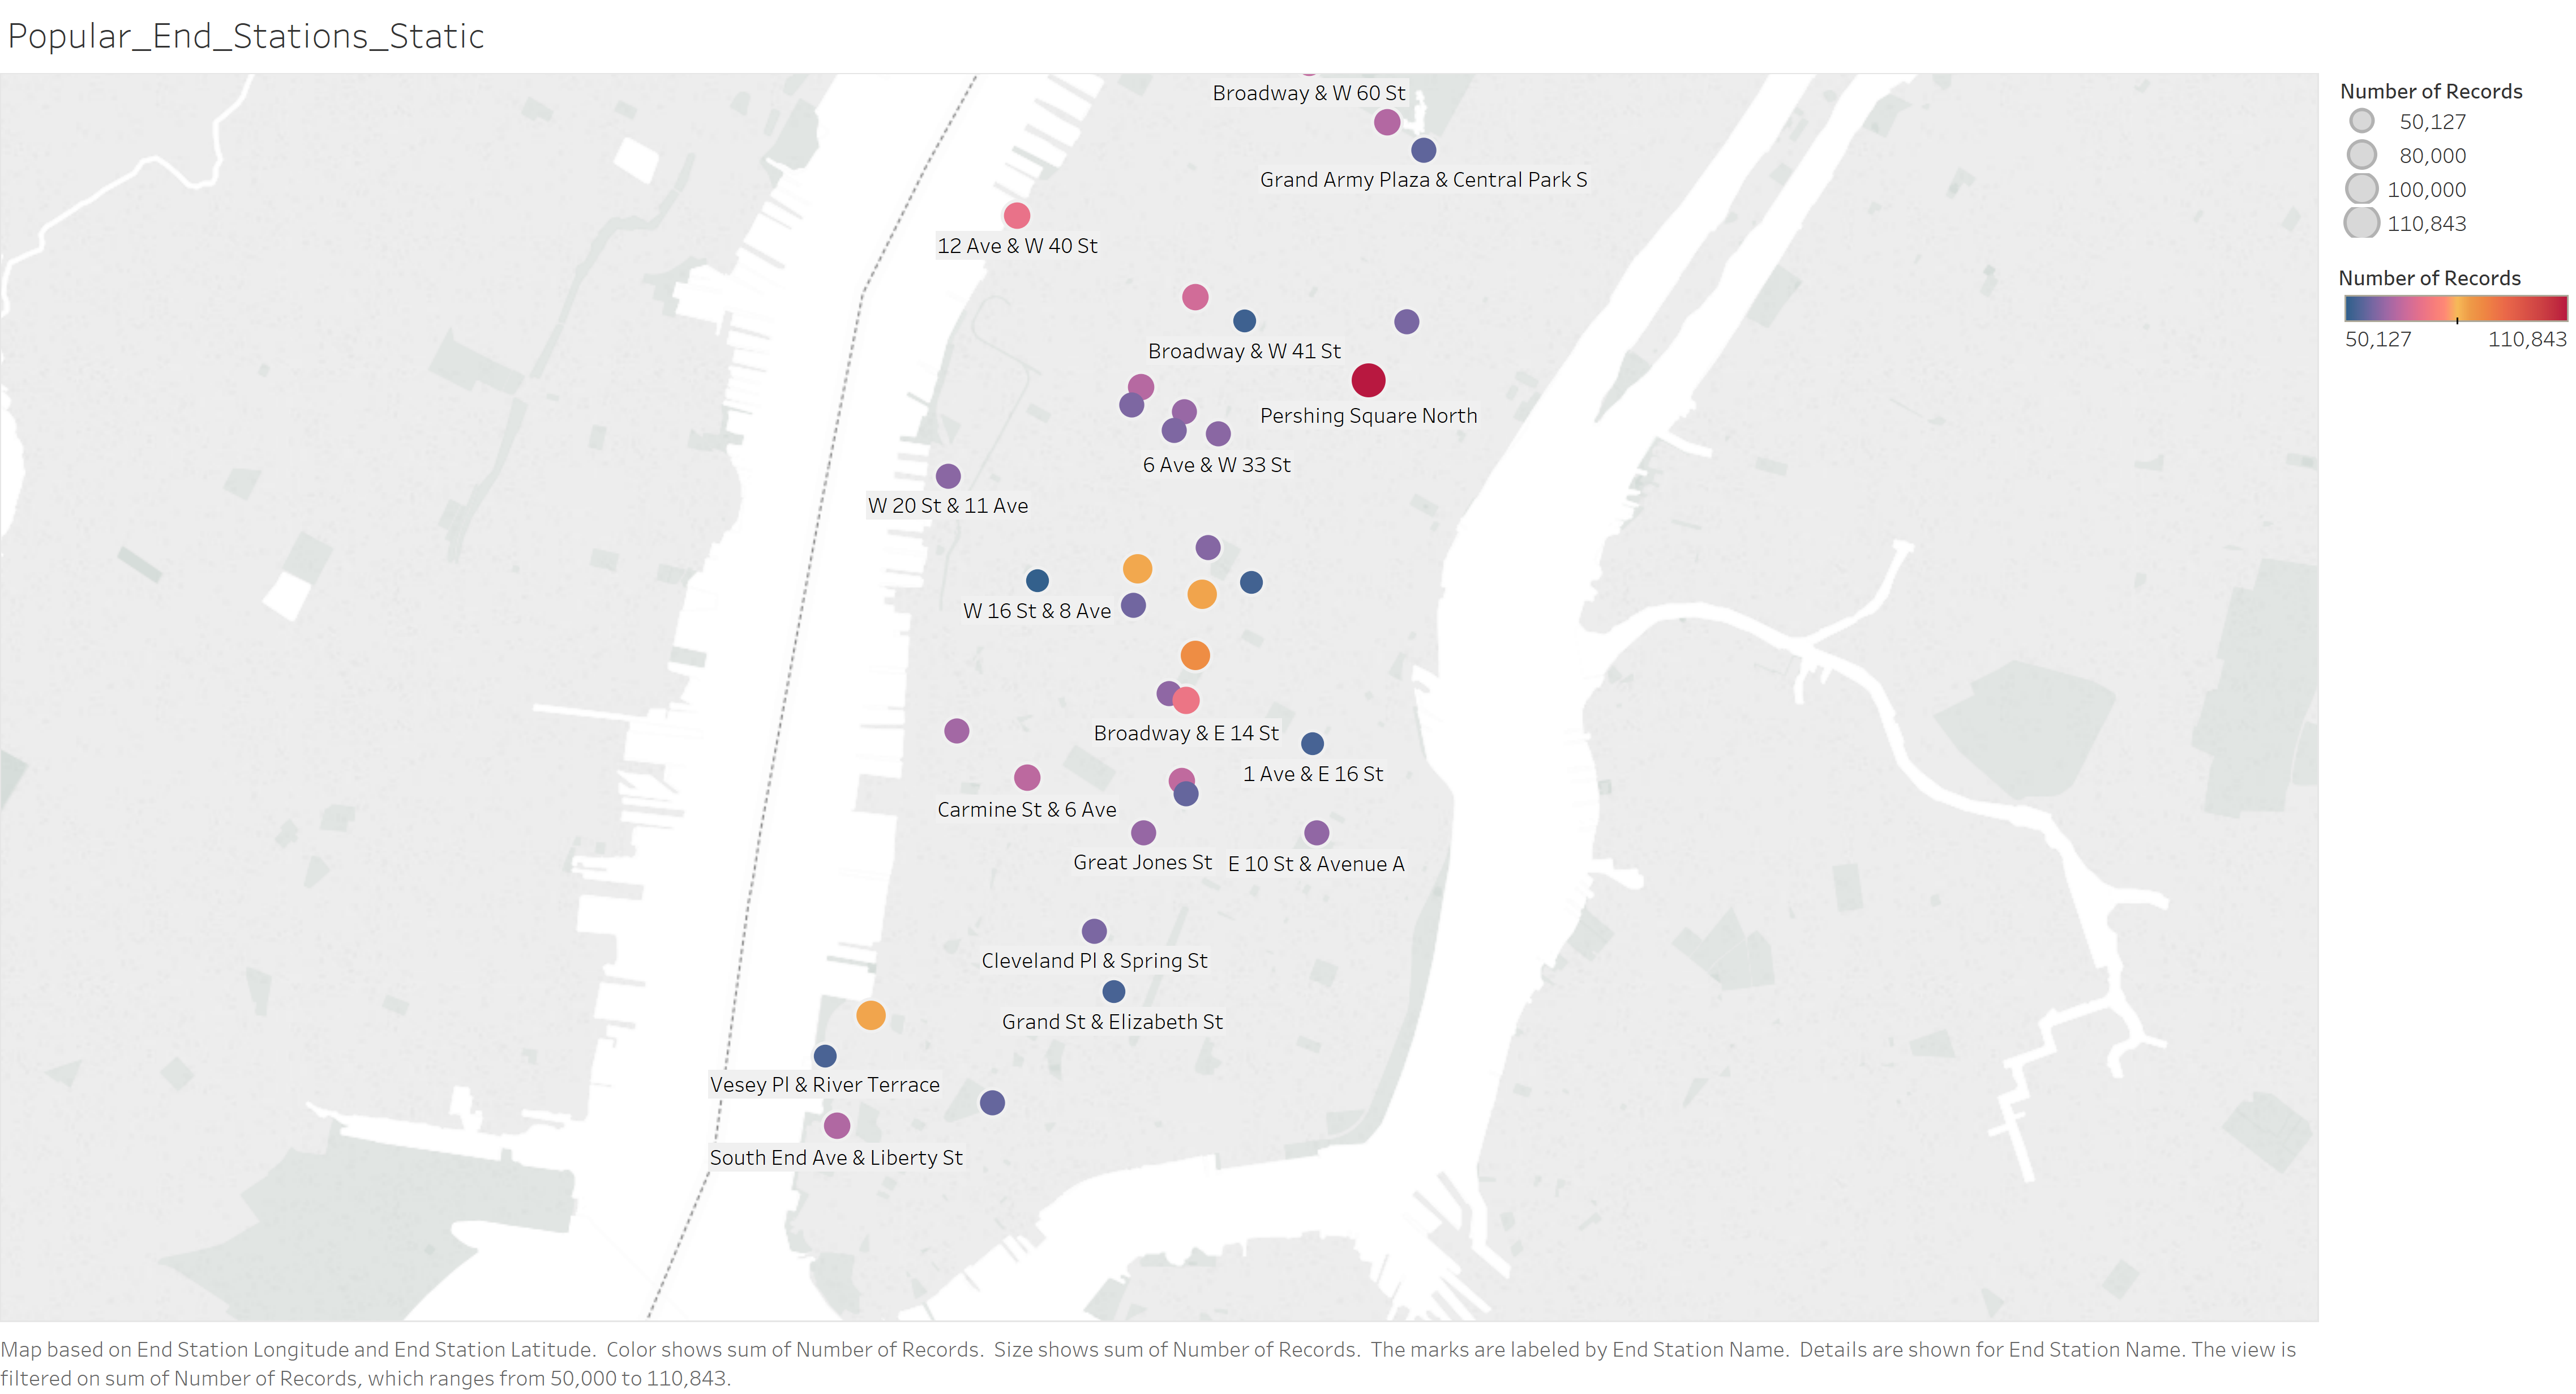 Popular_End_Stations_Static
Broadway & W 60 St
Grand Army Plaza & Central Park S
12 Ave & W 40 St
Broadway & W 41 St
Pershing Square North
6 Ave & W 33 St
W 20 St & 11 Ave
W 16 St & 8 Ave
Broadway & E 14 St
1 Ave & E 16 St
Carmine St & 6 Ave
Great Jones St
E 10 St & Avenue A
Cleveland Pl & Spring St
Grand St & Elizabeth St
Vesey Pl & River Terrace
South End Ave & Liberty St
Number of Records
50,127
80,000
100,000
110,843
Number of Records
50,127 110,843
Map based on End Station Longitude and End Station Latitude. Color shows sum of Number of Records. Size shows sum of Number of Records. The marks are labeled by End Station Name. Details are shown for End Station Name. The view is
filtered on sum of Number of Records, which ranges from 50,000 to 110,843.